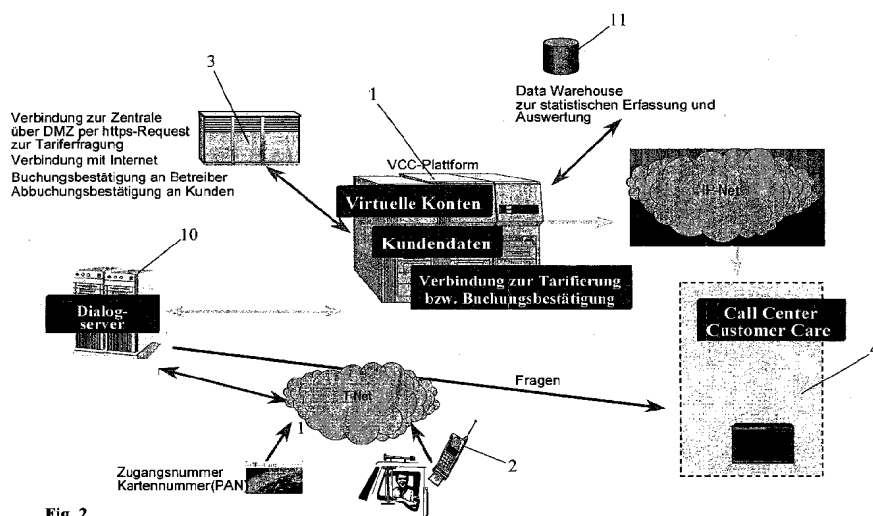 11
3
1
Data Warehouse
zur statistischen Erfassung und
Auswertung
Verbindung zur Zentrale
über DMZ per https-Request
zur Tariferfragung
Verbindung mit Internet
Buchungsbestätigung an Betreiber
Abbuchungsbestätigung an Kunden
VCC-Plattform
Virtuelle Konten
IP-Net
Kundendaten
10
Verbindung zur Tarifierung
bzw. Buchungsbestätigung
Dialog-
server
Call Center
Customer Care
4
Fragen
T-Net
1
2
Zugangsnummer
Kartennummer(PAN)
Fig. 2